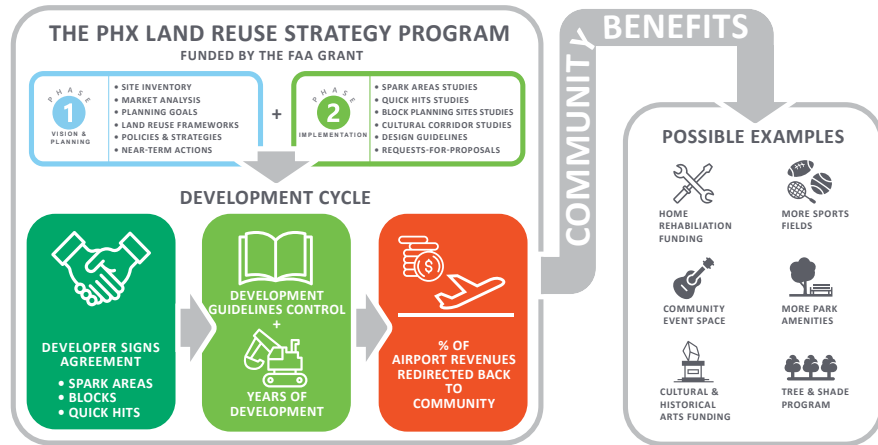 THE PHX LAND REUSE STRATEGY PROGRAM
FUNDED BY THE FAA GRANT
PHASE
1
VISION &
PLANNING
• SITE INVENTORY
• MARKET ANALYSIS
• PLANNING GOALS
• LAND REUSE FRAMEWORKS
• POLICIES & STRATEGIES
• NEAR-TERM ACTIONS
+
PHASE
2
IMPLEMENTATION
• SPARK AREAS STUDIES
• QUICK HITS STUDIES
• BLOCK PLANNING SITES STUDIES
• CULTURAL CORRIDOR STUDIES
• DESIGN GUIDELINES
• REQUESTS-FOR-PROPOSALS
DEVELOPMENT CYCLE
DEVELOPER SIGNS
AGREEMENT
• SPARK AREAS
• BLOCKS
• QUICK HITS
DEVELOPMENT
GUIDELINES CONTROL
+
YEARS OF
DEVELOPMENT
$
% OF
AIRPORT REVENUES
REDIRECTED BACK
TO
COMMUNITY
COMMUNITY
BENEFITS
POSSIBLE EXAMPLES
HOME
REHABILIATION
FUNDING
MORE SPORTS
FIELDS
COMMUNITY
EVENT SPACE
MORE PARK
AMENITIES
CULTURAL &
HISTORICAL
ARTS FUNDING
TREE & SHADE
PROGRAM